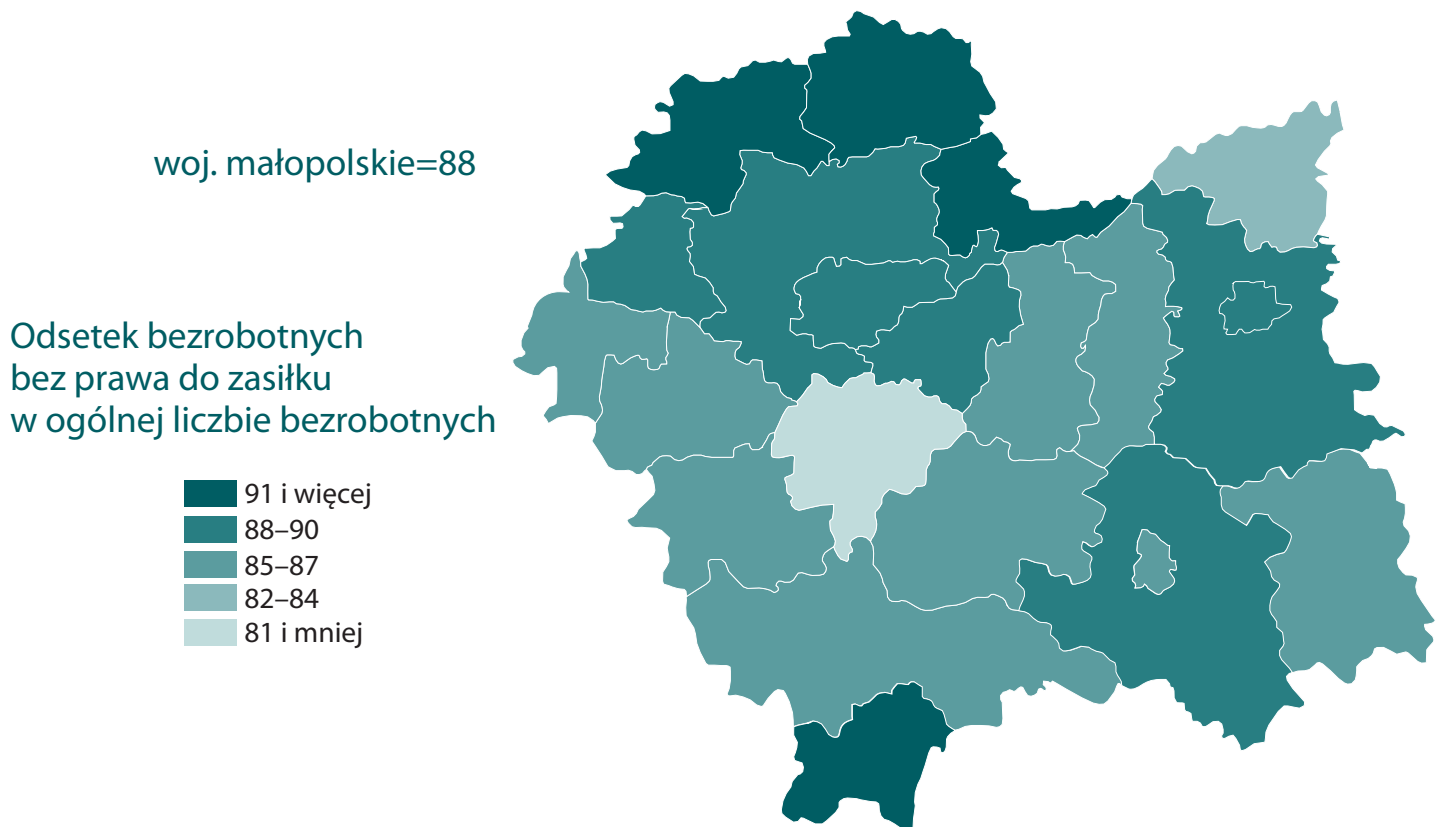 woj. małopolskie=88
Odsetek bezrobotnych
bez prawa do zasiłku
w ogólnej liczbie bezrobotnych
91 i więcej
88–90
85–87
82–84
81 i mniej